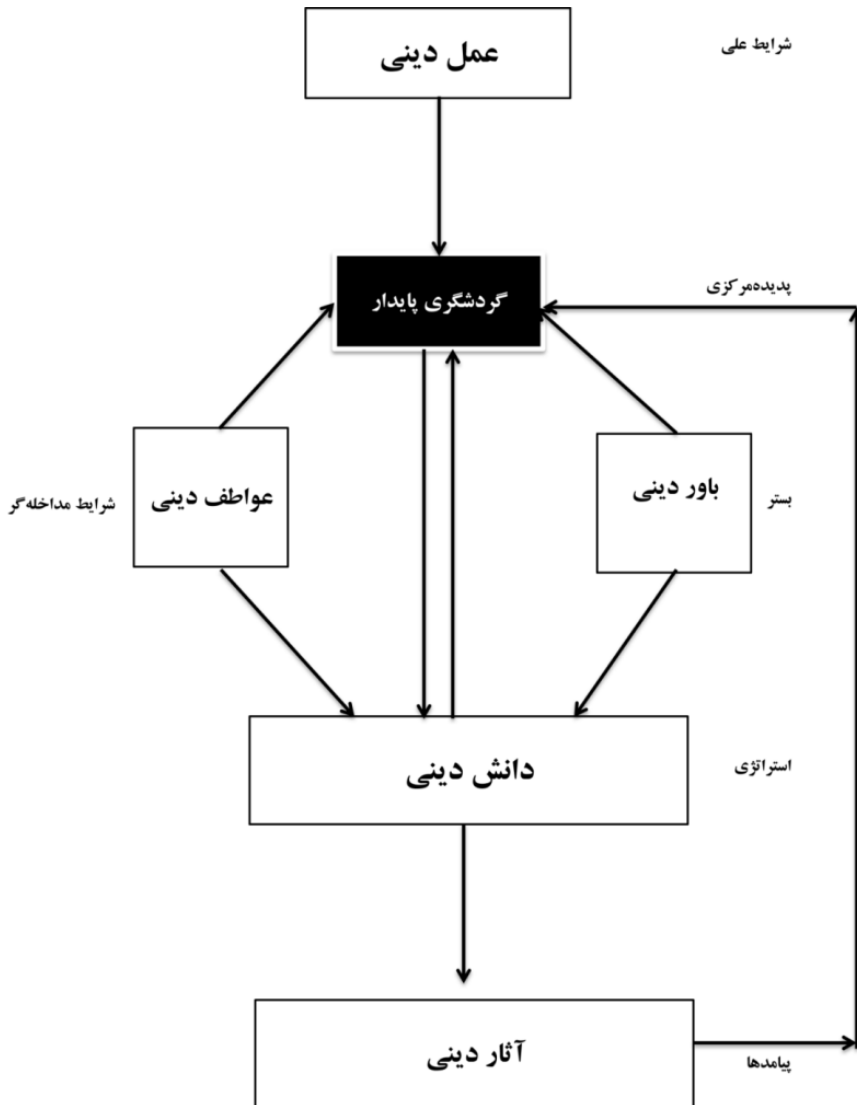 شرایط علی
عمل دینی
پدیده‌مرکزی
گردشگری پایدار
باور دینی
بستر
عواطف دینی
شرایط مداخله‌گر
دانش دینی
استراتژی
آثار دینی
پیامدها